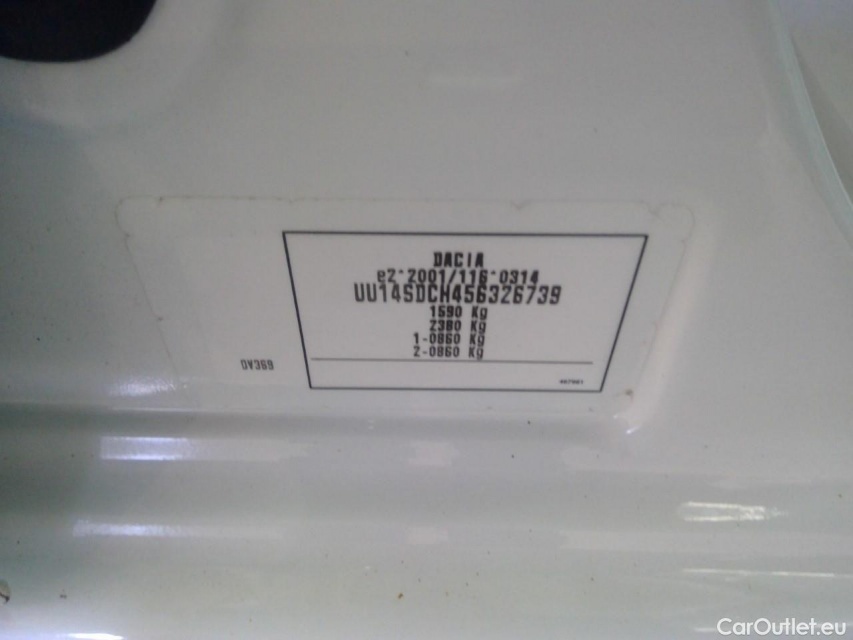 DACIA
e2*2001/116*0314
UU14SDCH456326739
1590 Kg
2380 Kg
1-0860 Kg
2-0860 Kg
DV369
CarOutlet.eu